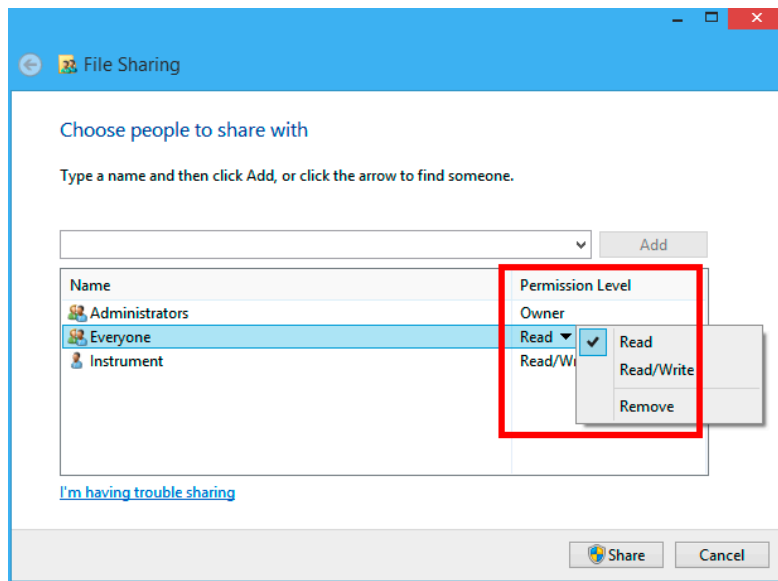 File Sharing
Choose people to share with
Type a name and then click Add, or click the arrow to find someone.
Add
Name Permission Level
Administrators Owner
Everyone Read
Instrument Read/W
Read
Read/Write
Remove
I'm having trouble sharing
Share Cancel